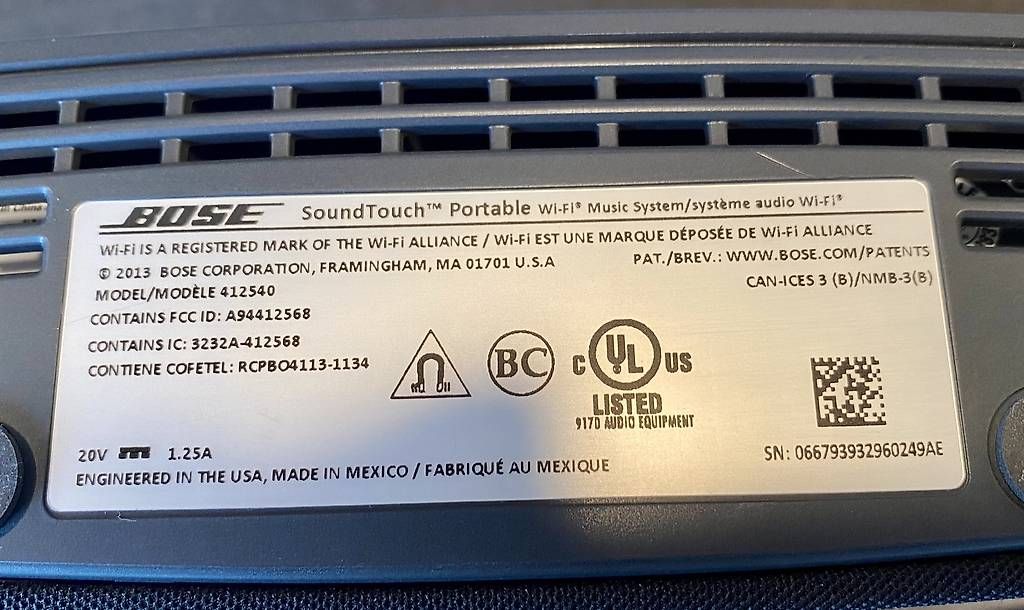 BOSE SoundTouch™ Portable Wi-Fi® Music System/système audio Wi-Fi®
Wi-Fi IS A REGISTERED MARK OF THE Wi-Fi ALLIANCE / Wi-Fi EST UNE MARQUE DÉPOSÉE DE Wi-Fi ALLIANCE
© 2013 BOSE CORPORATION, FRAMINGHAM, MA 01701 U.S.A
PAT./BREV.: WWW.BOSE.COM/PATENTS
MODEL/MODÈLE 412540
CAN-ICES 3 (B)/NMB-3(B)
CONTAINS FCC ID: A94412568
CONTAINS IC: 3232A-412568
CONTIENE COFETEL: RCPBO4113-1134
BC
C UL US
LISTED
9170 AUDIO EQUIPMENT
20V 1.25A
SN: 066793932960249AE
ENGINEERED IN THE USA, MADE IN MEXICO / FABRIQUÉ AU MEXIQUE